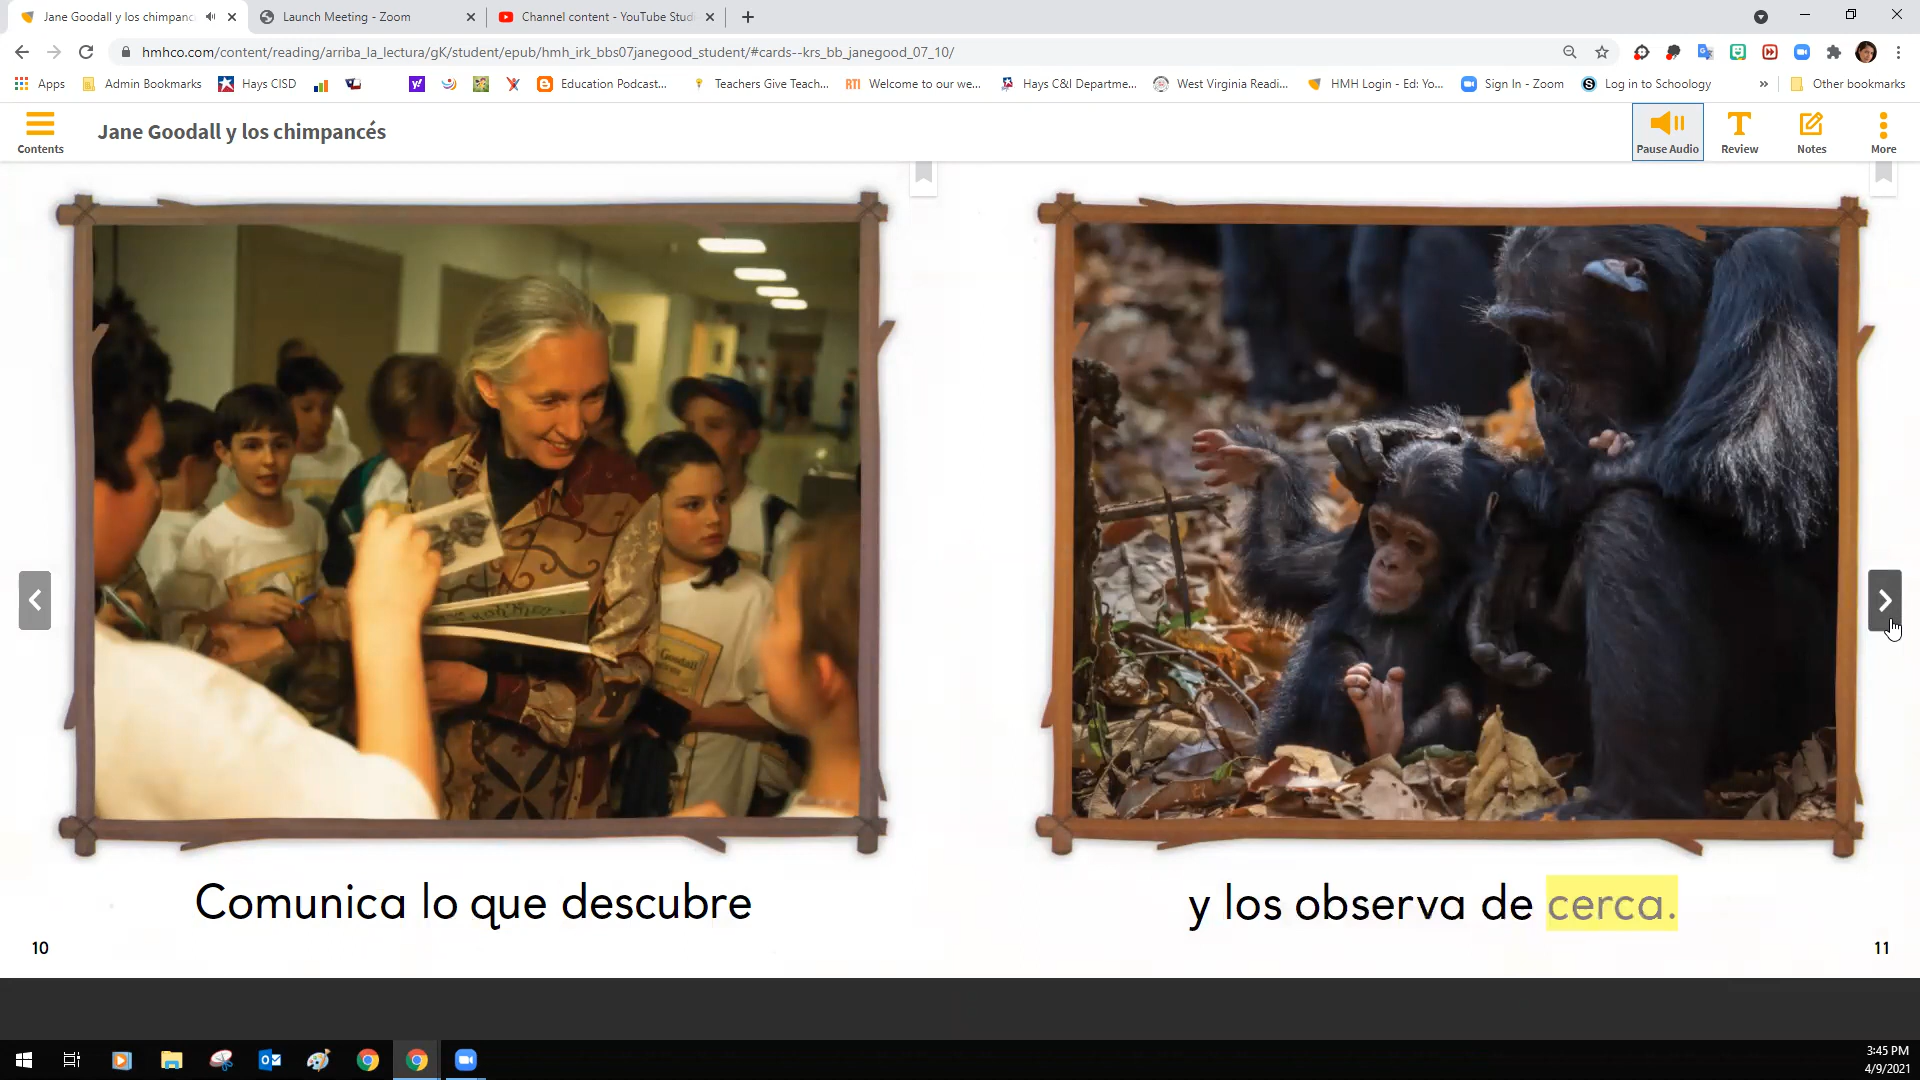 Jane Goodall y los chimpanc
Launch Meeting - Zoom
Channel content - YouTube Stud
hmhco.com/content/reading/arriba_la_lectura/gK/student/epub/hmh_irk_bbs07janegood_student/#cards--krs_bb_janegood_07_10/
Apps
Admin Bookmarks
Hays CISD
Education Podcast...
Teachers Give Teach...
RTI
Welcome to our we...
Hays C&I Departme...
West Virginia Readi...
HMH Login - Ed: Yo...
Sign In - Zoom
Log in to Schoology
»
Other bookmarks
Contents
Jane Goodall y los chimpancés
Pause Audio
Review
Notes
More
Goodall
Comunica lo que descubre
y los observa de cerca.
10
11
3:45 PM
4/9/2021